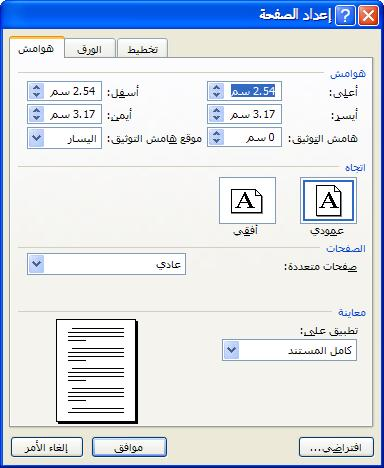 إعداد الصفحة
هوامش
الورق
تخطيط
هوامش
أعلى: 2.54 سم أسفل: 2.54 سم
أيسر: 3.17 سم أيمن: 3.17 سم
هامش التوثيق: 0 سم موقع هامش التوثيق: اليسار
اتجاه
A A
عمودي أفقي
الصفحات
صفحات متعددة: عادي
معاينة
تطبيق على:
كامل المستند
افتراضي... موافق إلغاء الأمر